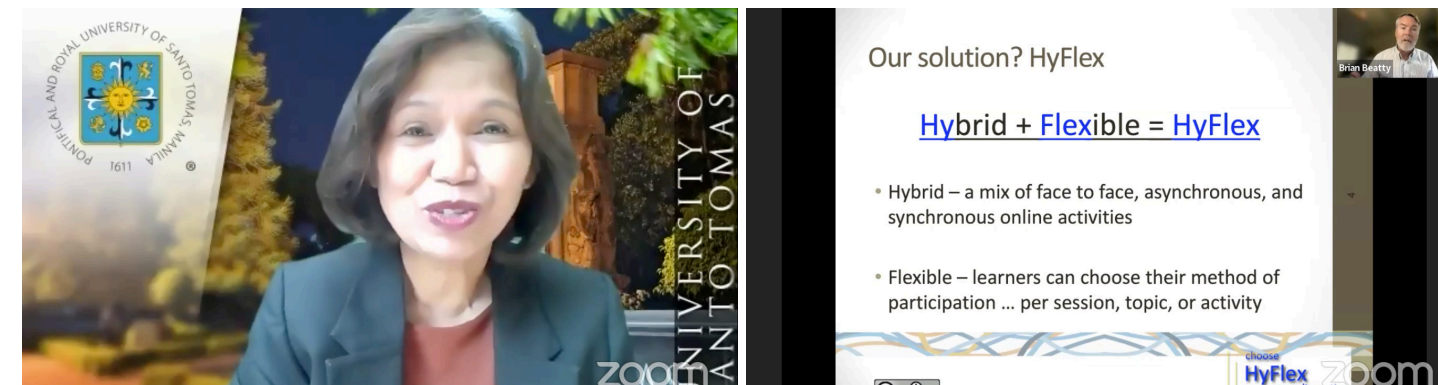 PONTIFICAL AND ROYAL UNIVERSITY OF SANTO TOMAS, MANILA
1611
®
UNIVERSITY OF
SANTO TOMAS
zoom
Our solution? HyFlex
Hybrid + Flexible = HyFlex
• Hybrid – a mix of face to face, asynchronous, and
synchronous online activities
• Flexible – learners can choose their method of
participation ... per session, topic, or activity
4
choose
HyFlex
zoom
Brian Beatty